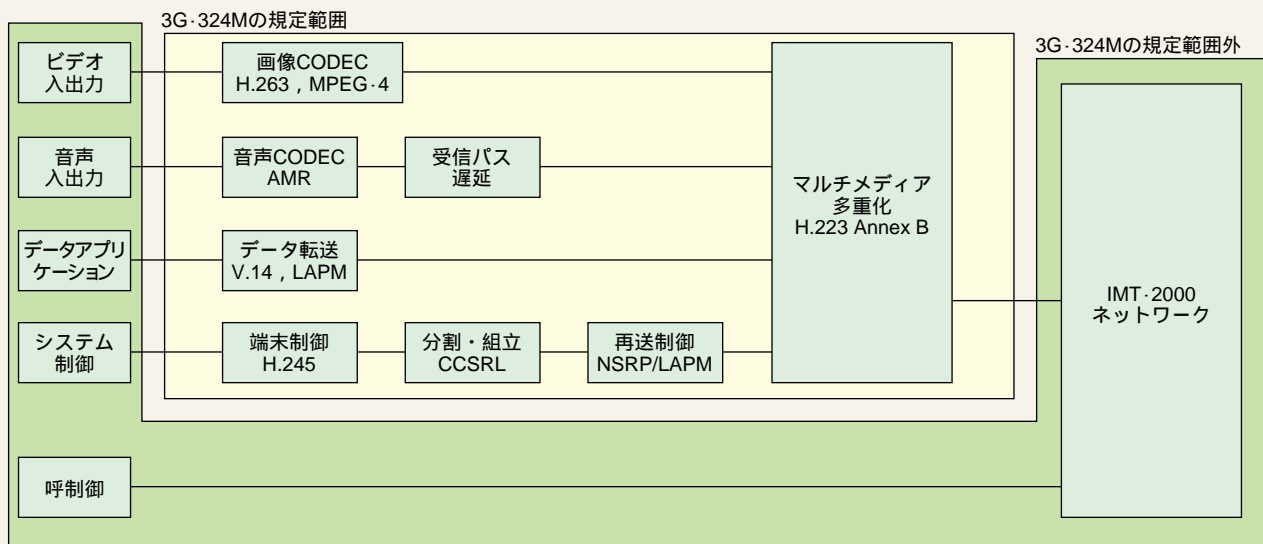 3G-324Mの規定範囲
3G-324Mの規定範囲外
ビデオ
入出力
画像CODEC
H.263，MPEG-4
音声
入出力
音声CODEC
AMR
受信パス
遅延
マルチメディア
多重化
H.223 Annex B
データアプリ
ケーション
データ転送
V.14，LAPM
IMT-2000
ネットワーク
システム
制御
端末制御
H.245
分割・組立
CCSRL
再送制御
NSRP/LAPM
呼制御